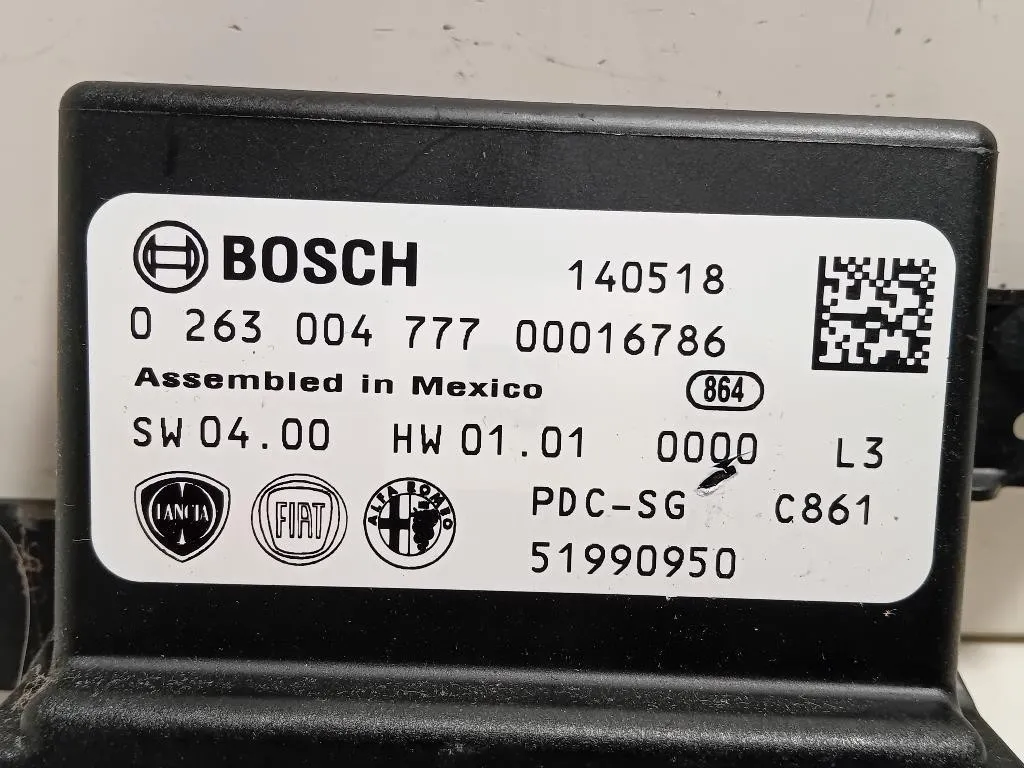 BOSCH 140518
0 263 004 777 00016786
Assembled in Mexico 864
SW 04.00 HW 01.01 0000 L3
LANCIA FIAT ALFA ROMEO PDC-SG C861
51990950